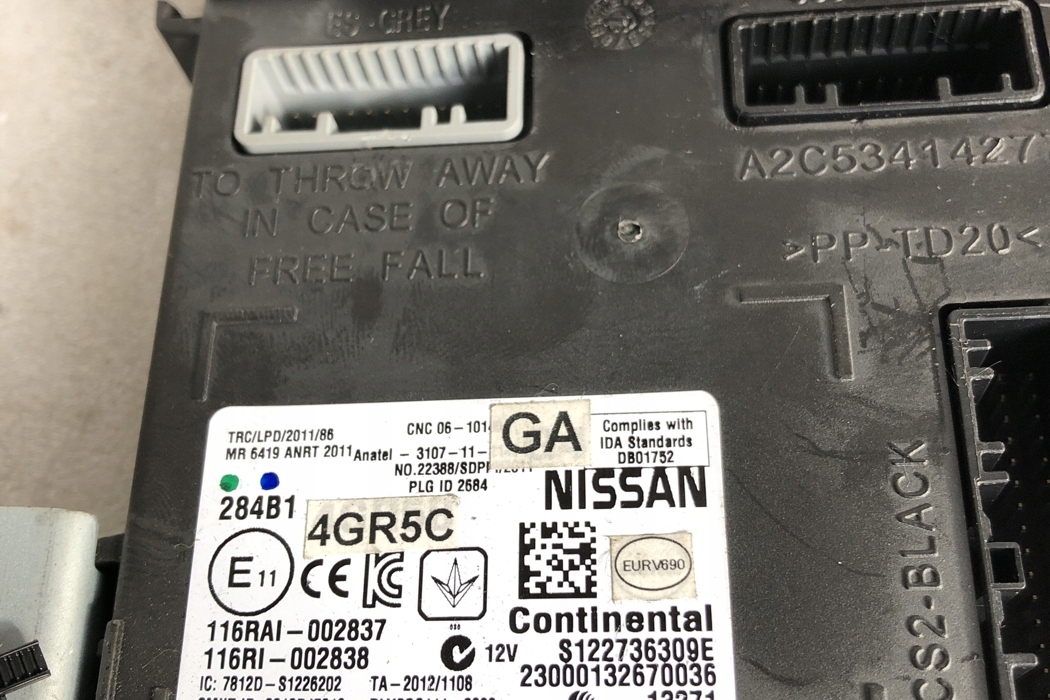 ES-GREY
TO THROW AWAY
IN CASE OF
FREE FALL
A2C5341427
>PP-TD20<
CS2-BLACK
TRC/LPD/2011/86
MR 6419 ANRT 2011
CNC 06-101
Anatel - 3107-11-
NO.22388/SDPP
PLG ID 2684
GA
Complies with
IDA Standards
DB01752
NISSAN
284B1
4GR5C
E11
CE
EURV690
116RAI-002837
116RI-002838
Continental
12V
S122736309E
23000132670036
IC: 7812D-S1226202
TA-2012/1108
13271